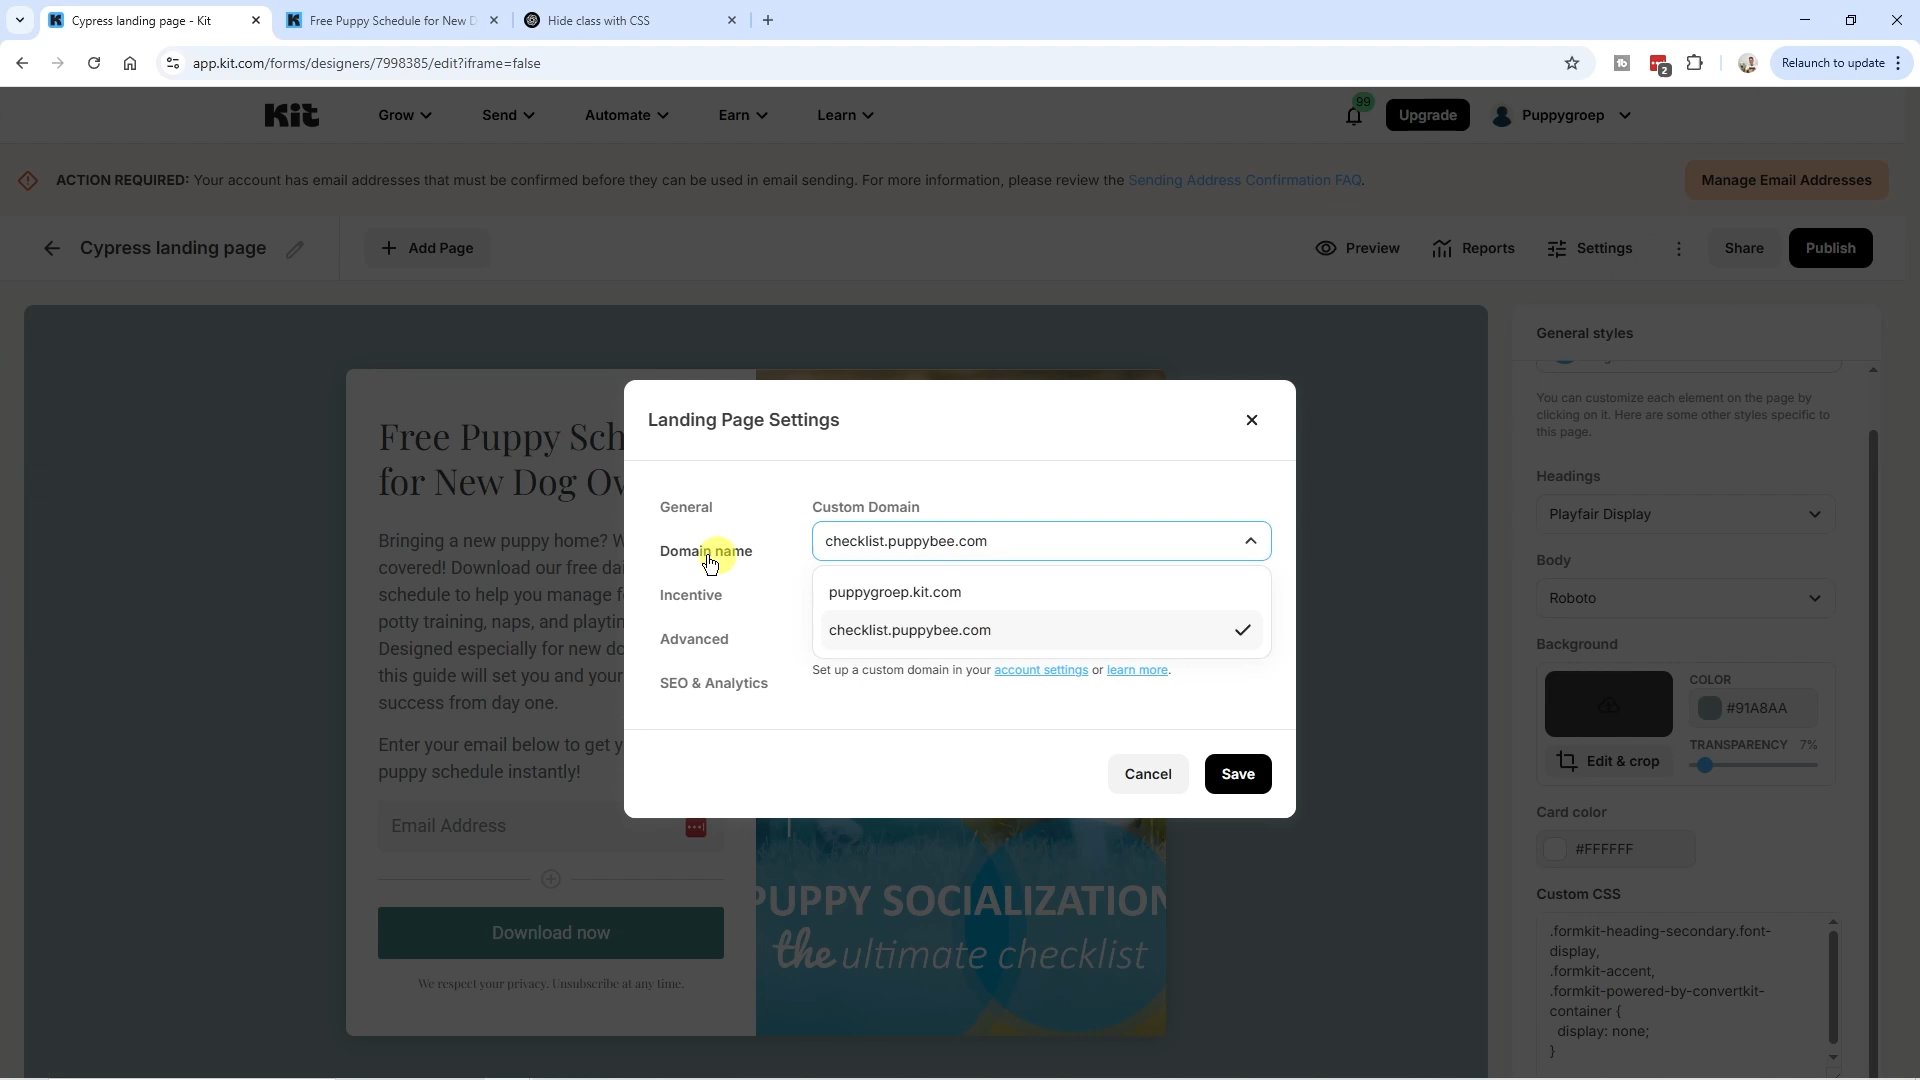 Cypress landing page - Kit
Free Puppy Schedule for New D
Hide class with CSS
app.kit.com/forms/designers/7998385/edit?iframe=false
2
Relaunch to update
Kit
Grow
Send
Automate
Earn
Learn
99
Upgrade
Puppygroep
ACTION REQUIRED: Your account has email addresses that must be confirmed before they can be used in email sending. For more information, please review the Sending Address Confirmation FAQ.
Manage Email Addresses
Cypress landing page
Add Page
Preview
Reports
Settings
Share
Publish
Free Puppy Sch
for New Dog Ov
Bringing a new puppy home? W
covered! Download our free da
schedule to help you manage f
potty training, naps, and playtin
Designed especially for new do
this guide will set you and your
success from day one.
Enter your email below to get y
puppy schedule instantly!
Email Address
Download now
We respect your privacy. Unsubscribe at any time.
PUPPY SOCIALIZATION
the ultimate checklist
Landing Page Settings
General
Domain name
Incentive
Advanced
SEO & Analytics
Custom Domain
checklist.puppybee.com
puppygroep.kit.com
checklist.puppybee.com
Set up a custom domain in your account settings or learn more.
Cancel
Save
General styles
You can customize each element on the page by
clicking on it. Here are some other styles specific to
this page.
Headings
Playfair Display
Body
Roboto
Background
COLOR
#91A8AA
TRANSPARENCY 7%
Edit & crop
Card color
#FFFFFF
Custom CSS
.formkit-heading-secondary.font-
display,
.formkit-accent,
.formkit-powered-by-convertkit-
container {
display: none;
}